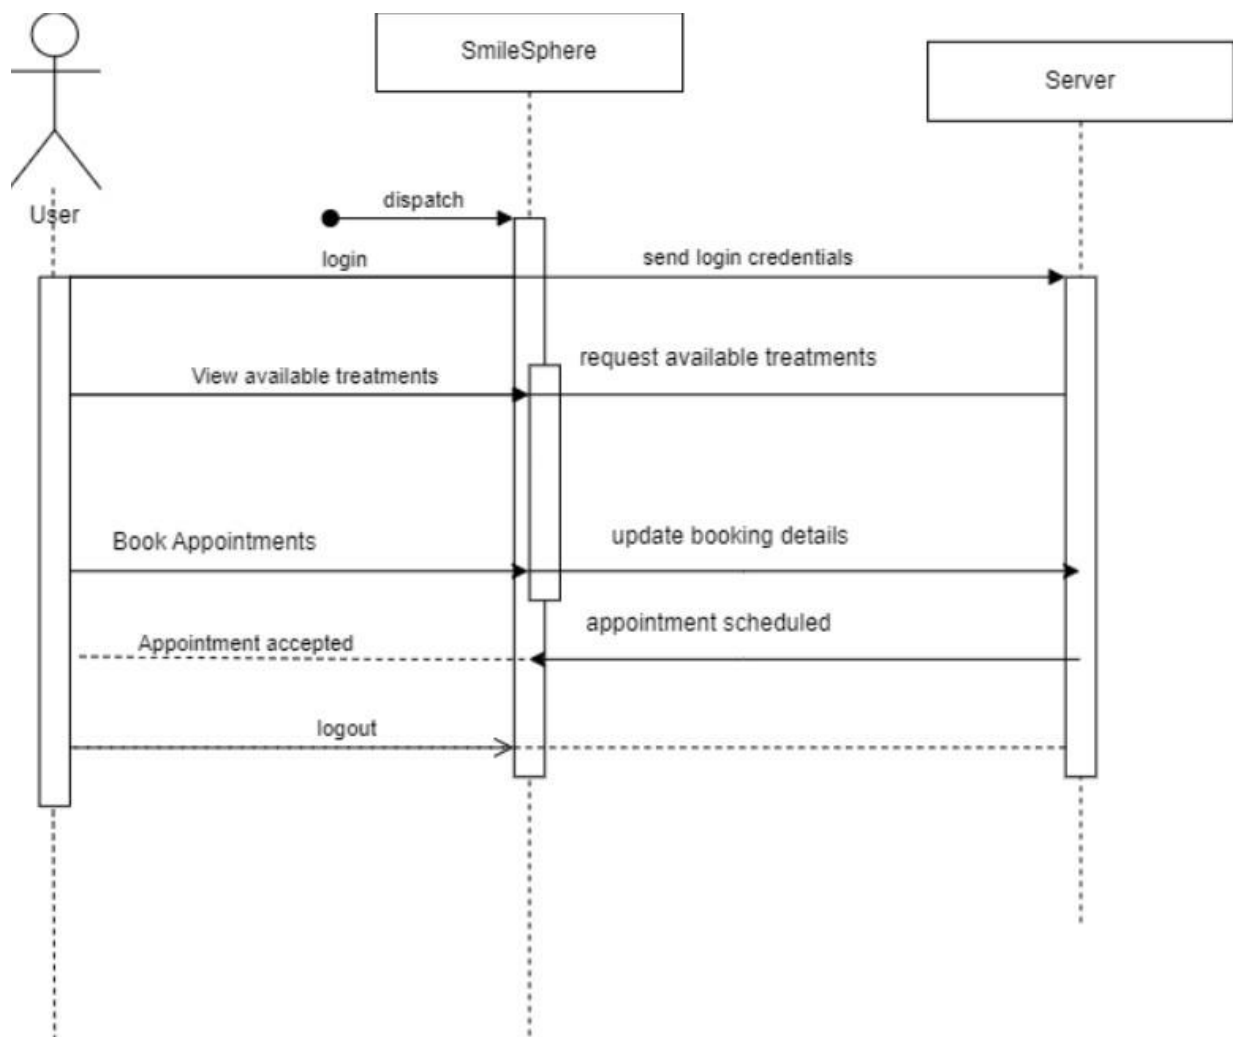 SmileSphere
Server
User
dispatch
login
send login credentials
View available treatments
request available treatments
Book Appointments
update booking details
Appointment accepted
appointment scheduled
logout